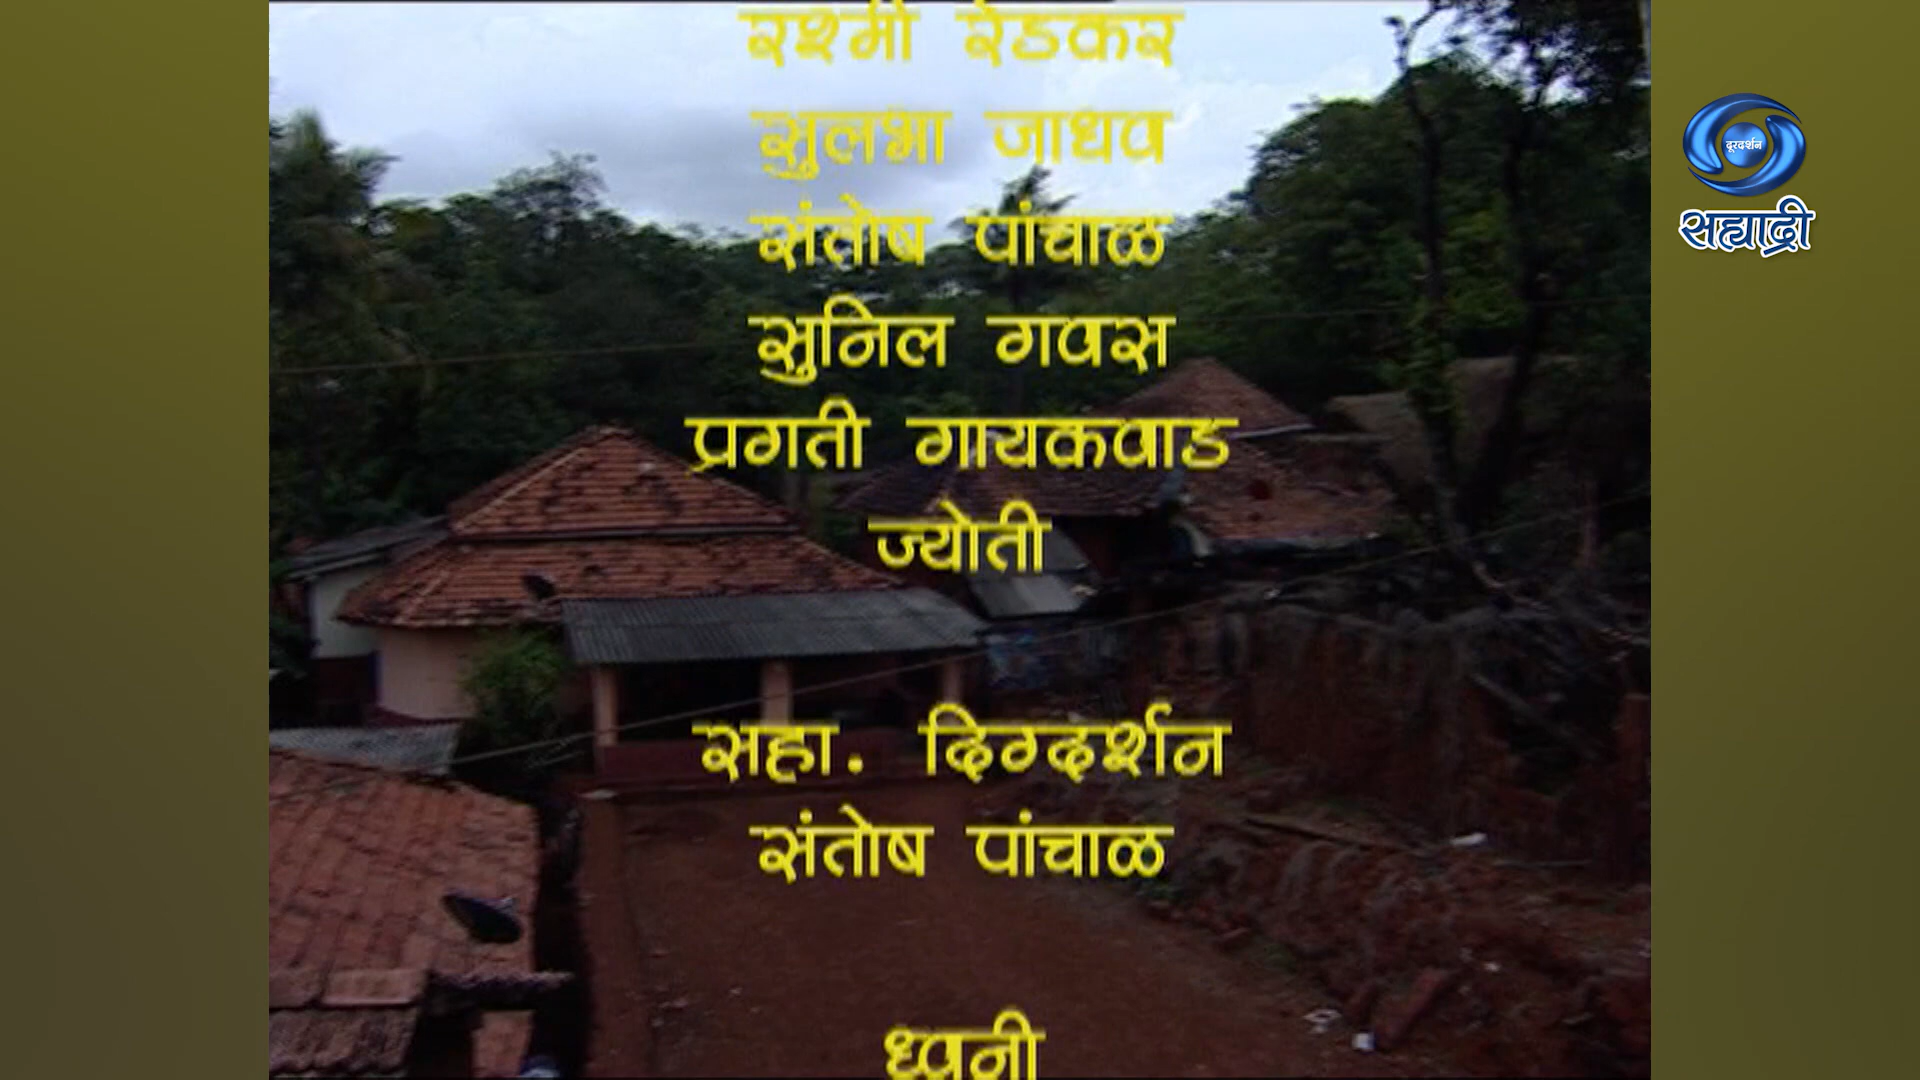 रश्मी रेडकर
सुलभा जाधव
संतोष पांचाळ
सुनिल गवस
प्रगती गायकवाड
ज्योती
सहा. दिग्दर्शन
संतोष पांचाळ
ध्वनी
दूरदर्शन
सह्याद्री